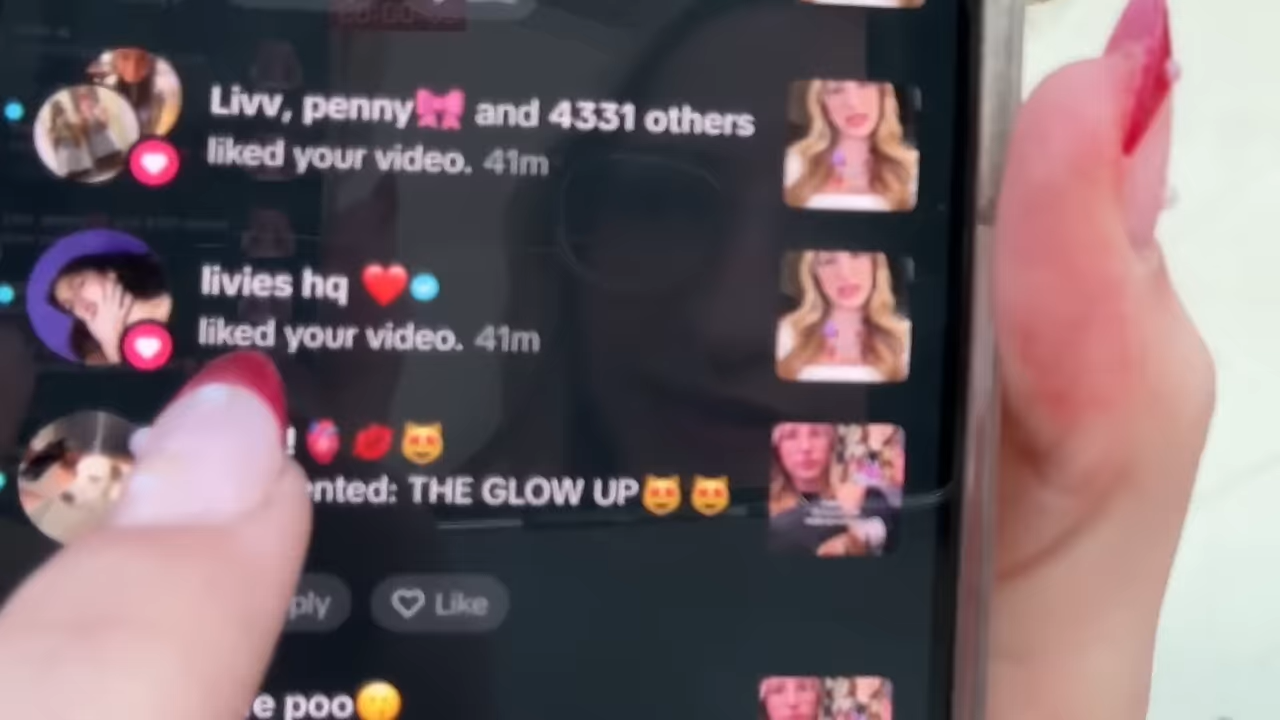 Livv, penny🎀 and 4331 others
liked your video. 41m
livies hq ❤️
liked your video. 41m
! 🫀💋😻
ented: THE GLOW UP😻😻
ply
Like
e poo🤭